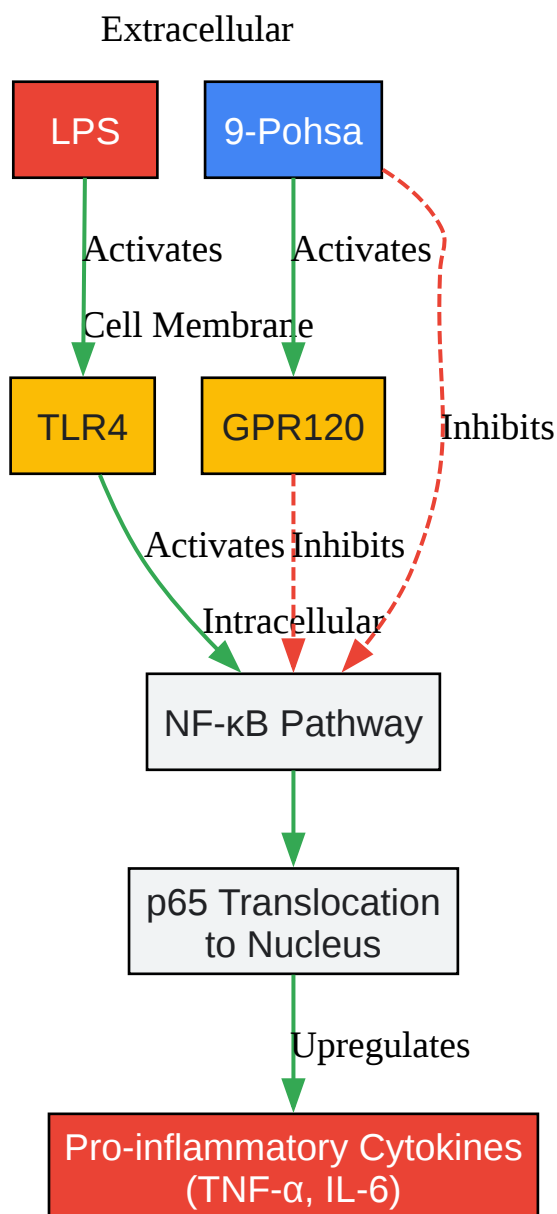 Extracellular
LPS
9-Pohsa
Activates
Activates
Cell Membrane
TLR4
GPR120
Inhibits
Activates
Inhibits
Intracellular
NF-κB Pathway
p65 Translocation
to Nucleus
Upregulates
Pro-inflammatory Cytokines
(TNF-α, IL-6)